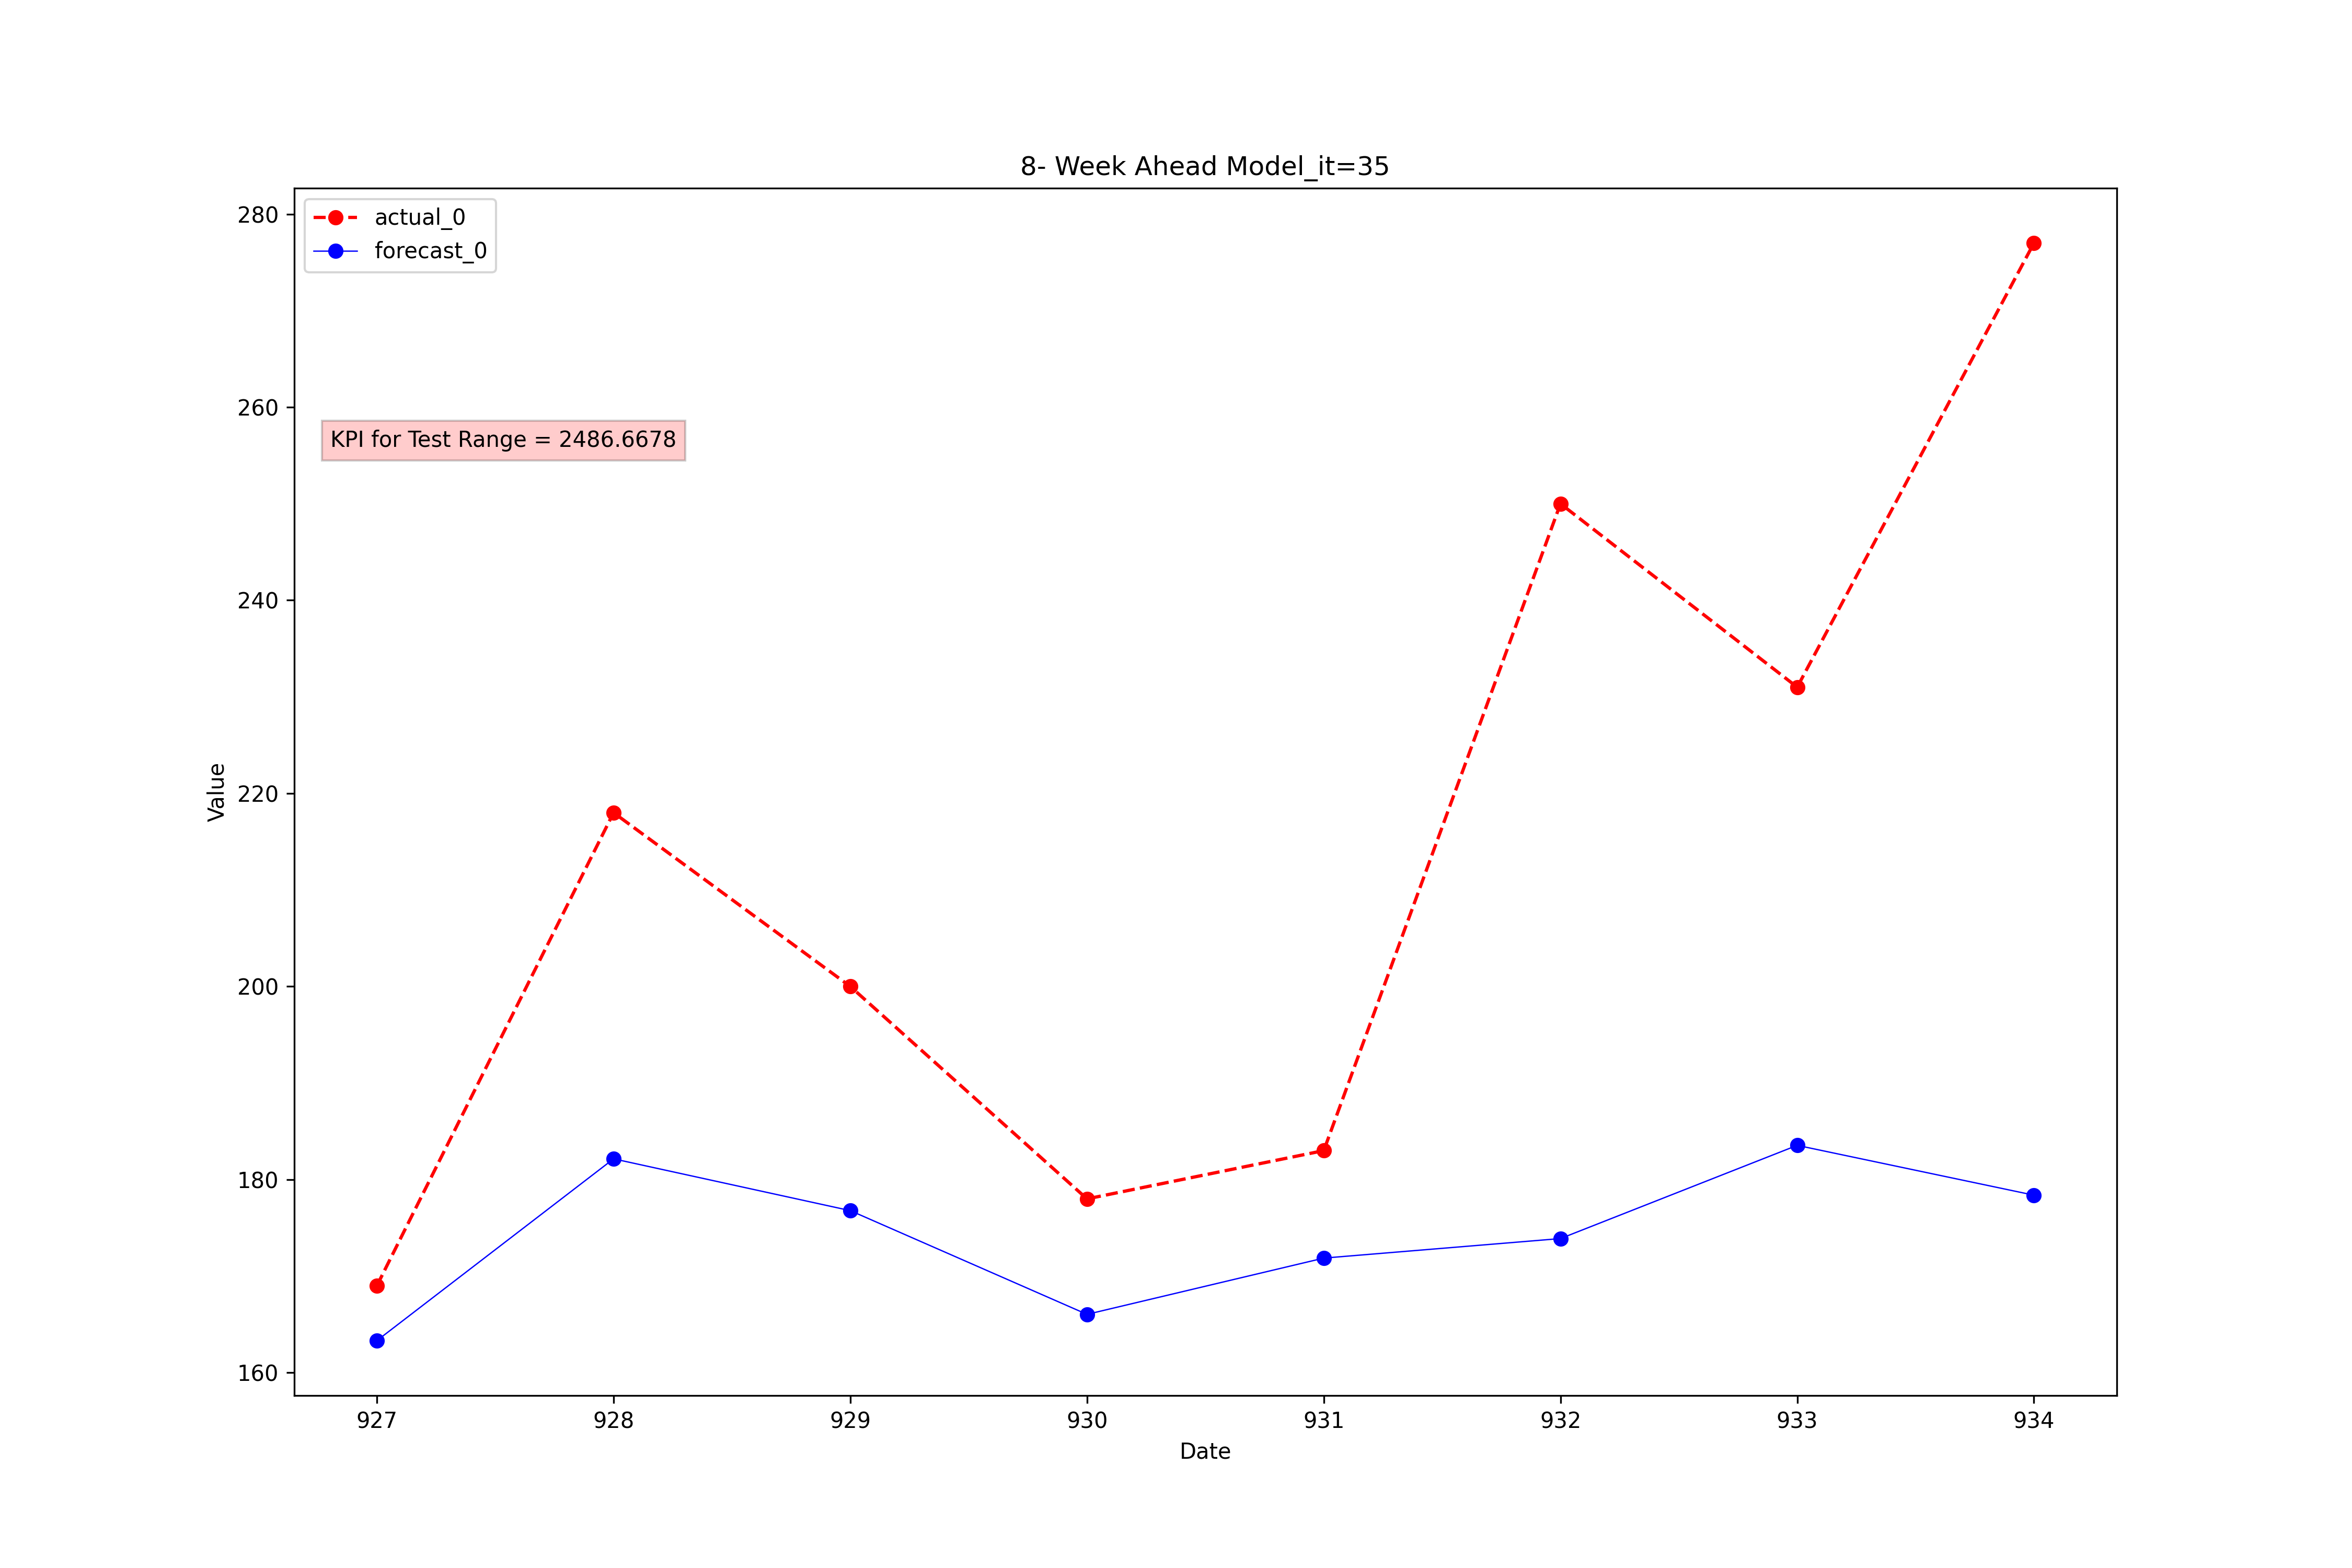 8- Week Ahead Model_it=35
actual_0
forecast_0
KPI for Test Range = 2486.6678
280
260
240
220
200
180
160
Value
927 928 929 930 931 932 933 934
Date